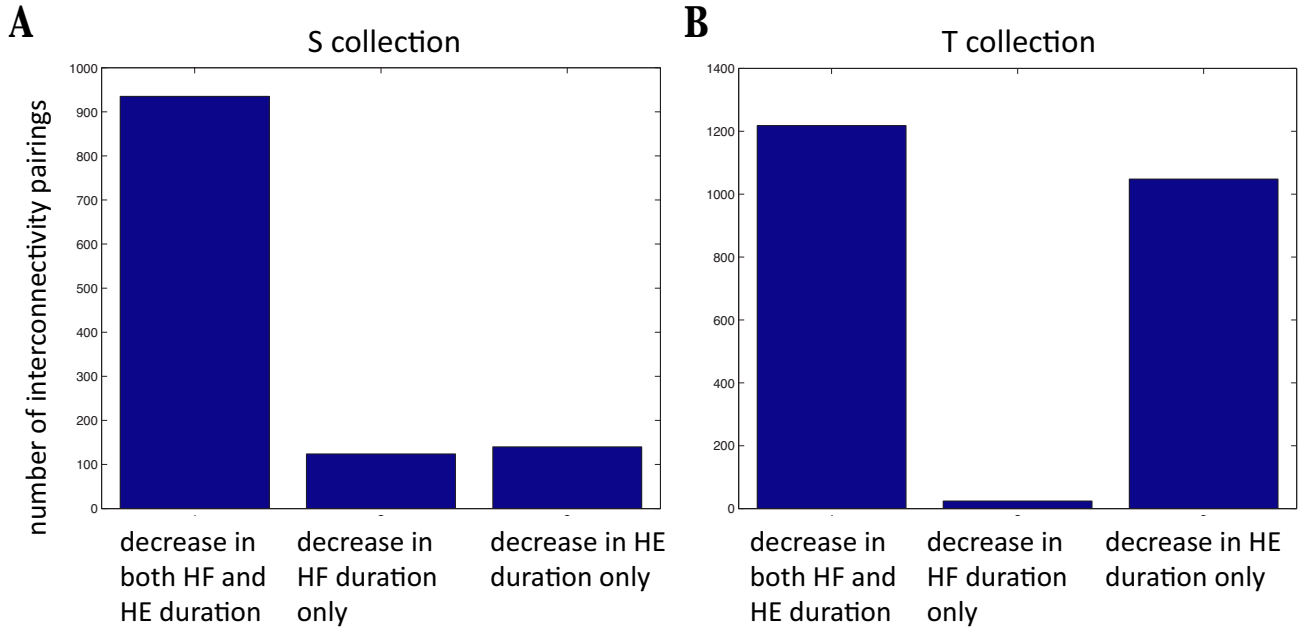 A
S collection
number of interconnectivity pairings
1000
900
800
700
600
500
400
300
200
100
0
decrease in
both HF and
HE duration
decrease in
HF duration
only
decrease in HE
duration only
B
T collection
1400
1200
1000
800
600
400
200
0
decrease in
both HF and
HE duration
decrease in
HF duration
only
decrease in HE
duration only